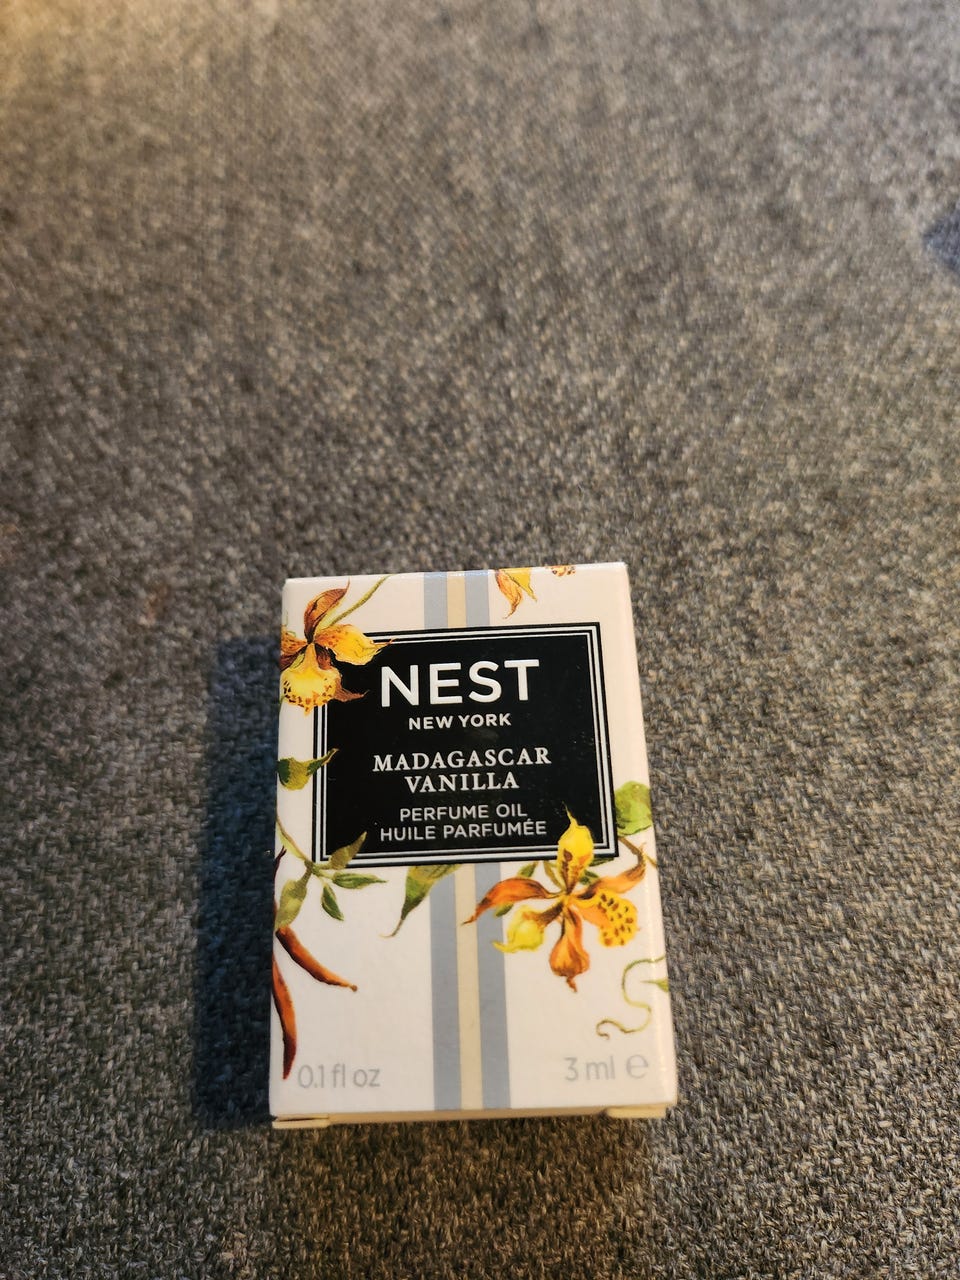 NEST
NEW YORK
MADAGASCAR
VANILLA
PERFUME OIL
HUILE PARFUMÉE
0.1 fl oz
3 ml ℮